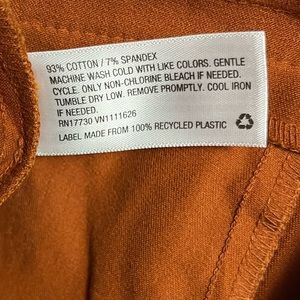 93% COTTON / 7% SPANDEX
MACHINE WASH COLD WITH LIKE COLORS. GENTLE
CYCLE. ONLY NON-CHLORINE BLEACH IF NEEDED.
TUMBLE DRY LOW. REMOVE PROMPTLY. COOL IRON
IF NEEDED.
RN17730 VN1111626
LABEL MADE FROM 100% RECYCLED PLASTIC